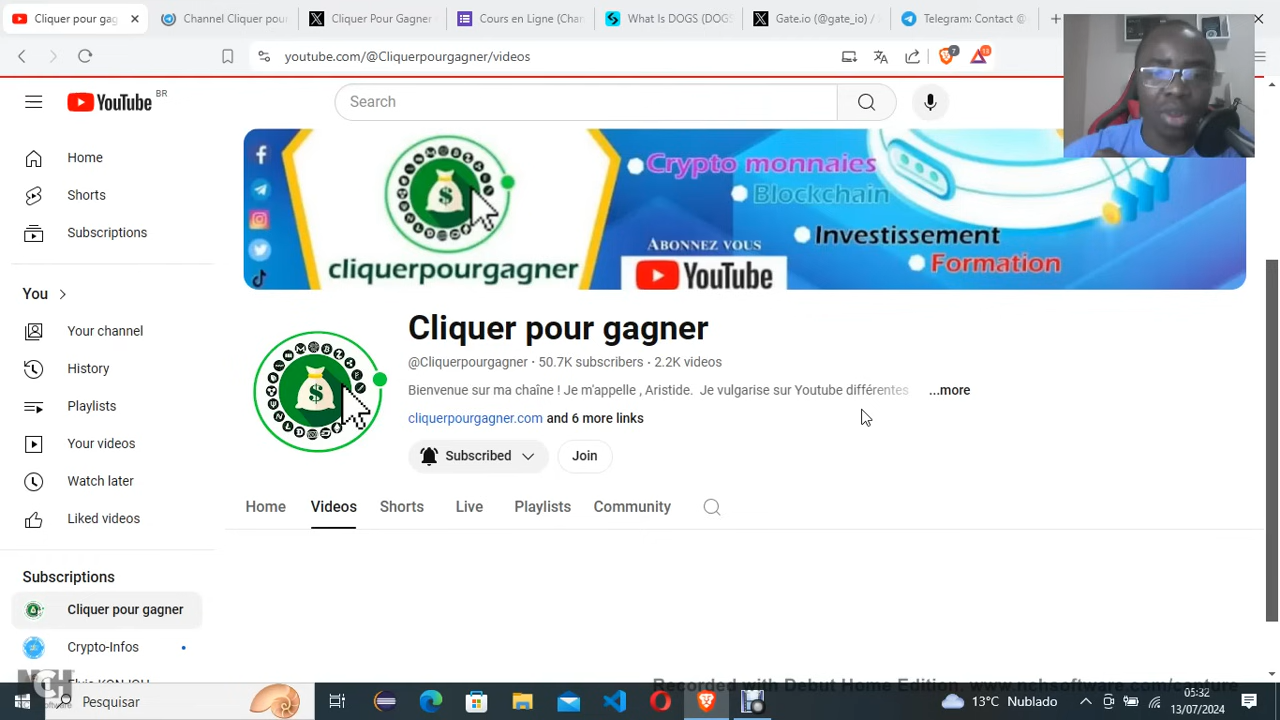 Cliquer pour gag
Channel Cliquer pour
Cliquer Pour Gagner
Cours en Ligne (Chan
What Is DOGS (DOG
Gate.io (@gate_io) /
Telegram: Contact @
youtube.com/@Cliquerpourgagner/videos
7
YouTube BR
Search
Home
Shorts
Subscriptions
You
Your channel
History
Playlists
Your videos
Watch later
Liked videos
Subscriptions
Cliquer pour gagner
Crypto-Infos
cliquerpourgagner
Crypto monnaies
Blockchain
Investissement
Formation
ABONNEZ VOUS
YouTube
Cliquer pour gagner
@Cliquerpourgagner · 50.7K subscribers · 2.2K videos
Bienvenue sur ma chaîne ! Je m'appelle , Aristide. Je vulgarise sur Youtube différentes ...more
cliquerpourgagner.com and 6 more links
Subscribed
Join
Home Videos Shorts Live Playlists Community
NCH
Software
Recorded with Debut Home Edition. www.nchsoftware.com/capture
Pesquisar
13°C Nublado
05:32
13/07/2024